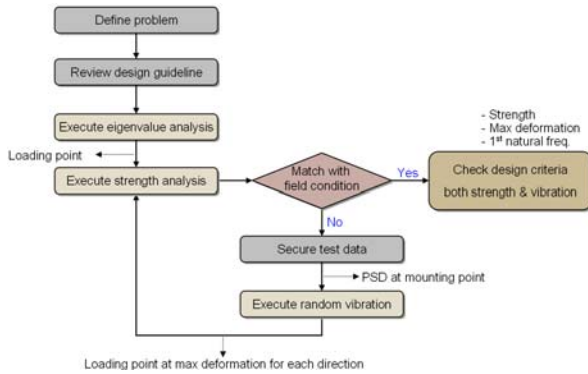 Define problem
Review design guideline
Execute eigenvalue analysis
Loading point
Execute strength analysis
Match with
field condition
Yes
- Strength
- Max deformation
- 1st natural freq.
Check design criteria
both strength & vibration
No
Secure test data
PSD at mounting point
Execute random vibration
Loading point at max deformation for each direction